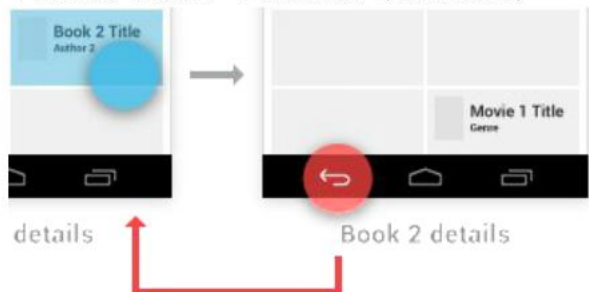 Book 2 Title
Author 2
Movie 1 Title
Genre
details
Book 2 details